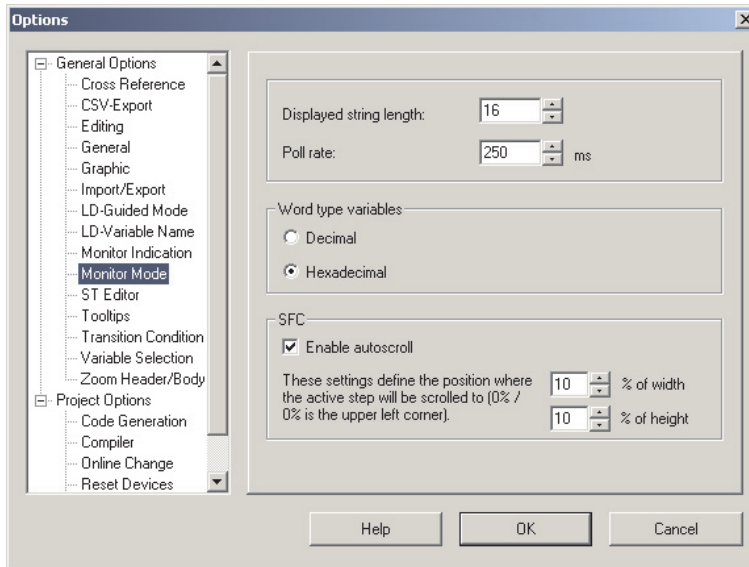 Options
General Options
Cross Reference
CSV-Export
Editing
General
Graphic
Import/Export
LD-Guided Mode
LD-Variable Name
Monitor Indication
Monitor Mode
ST Editor
Tooltips
Transition Condition
Variable Selection
Zoom Header/Body
Project Options
Code Generation
Compiler
Online Change
Reset Devices
Displayed string length: 16
Poll rate: 250 ms
Word type variables
Decimal
Hexadecimal
SFC
Enable autoscroll
These settings define the position where
the active step will be scrolled to (0% /
0% is the upper left corner).
10 % of width
10 % of height
Help OK Cancel